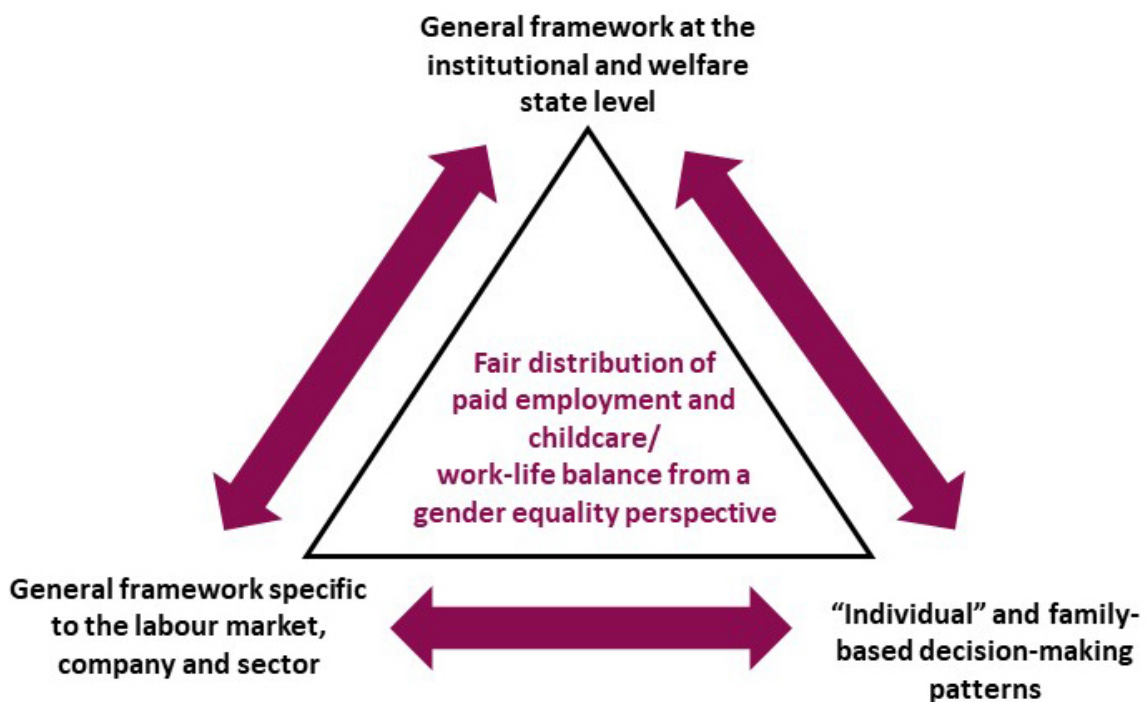 General framework at the
institutional and welfare
state level
Fair distribution of
paid employment and
childcare/
work-life balance from a
gender equality perspective
General framework specific
to the labour market,
company and sector
“Individual” and family-
based decision-making
patterns